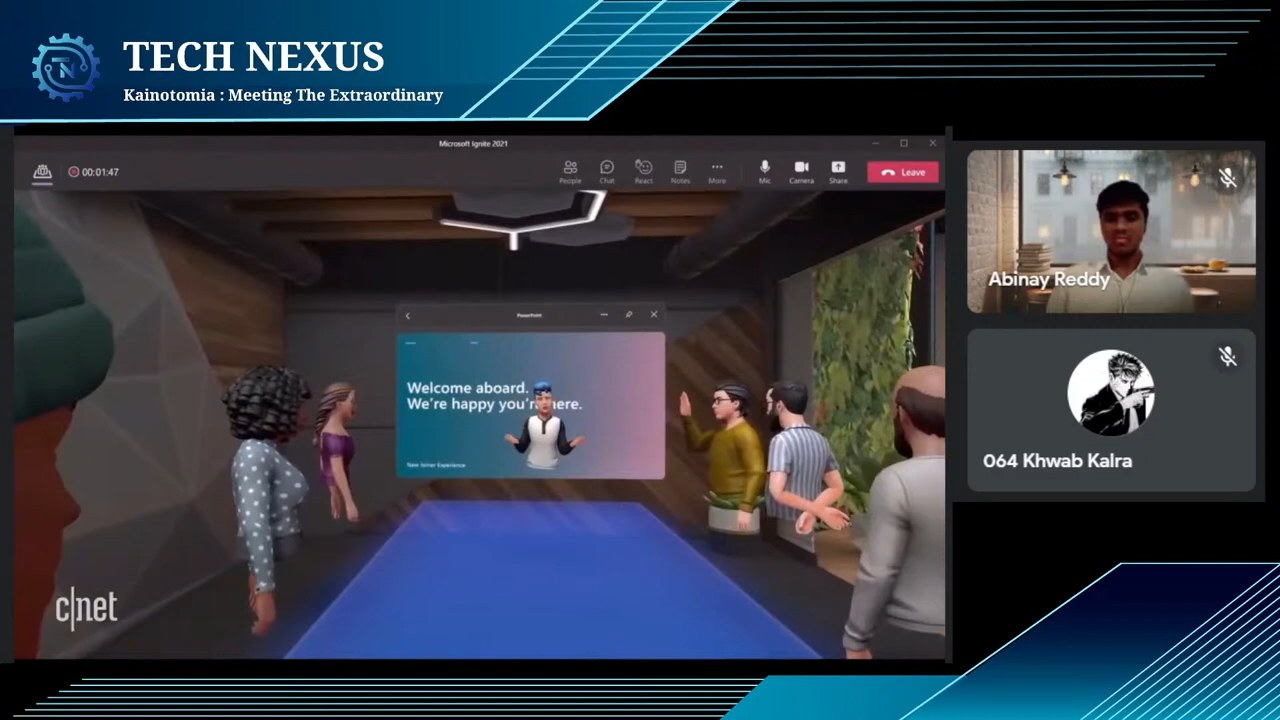 TN
TECH NEXUS
Kainotomia : Meeting The Extraordinary
Microsoft Ignite 2021
00:01:47
People
Chat
React
Notes
More
Mic
Camera
Share
Leave
PowerPoint
Welcome aboard.
We're happy you're here.
New Joiner Experience
c|net
Abinay Reddy
064 Khwab Kalra